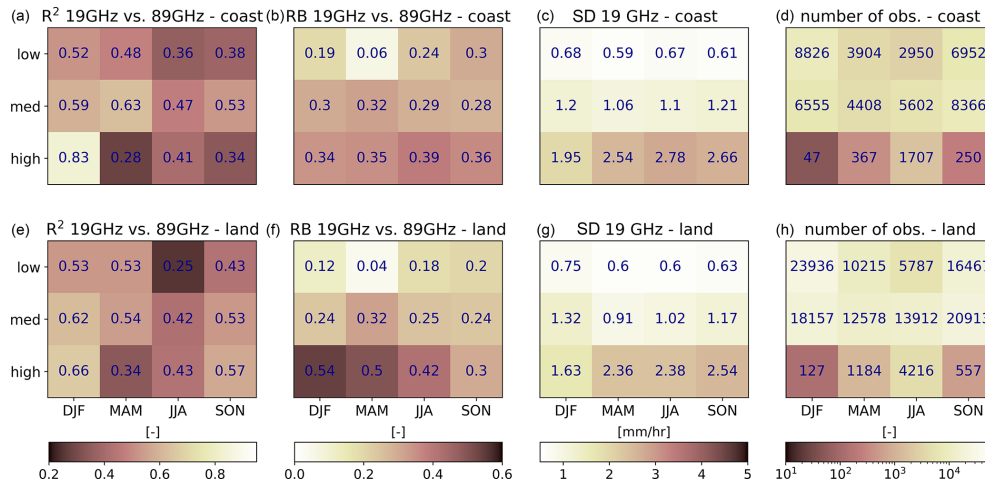 (a) R² 19GHz vs. 89GHz - coast (b) RB 19GHz vs. 89GHz - coast (c) SD 19 GHz - coast (d) number of obs. - coast
low 0.52 0.48 0.36 0.38 0.19 0.06 0.24 0.3 0.68 0.59 0.67 0.61 8826 3904 2950 6952
med 0.59 0.63 0.47 0.53 0.3 0.32 0.29 0.28 1.2 1.06 1.1 1.21 6555 4408 5602 8366
high 0.83 0.28 0.41 0.34 0.34 0.35 0.39 0.36 1.95 2.54 2.78 2.66 47 367 1707 250
(e) R² 19GHz vs. 89GHz - land (f) RB 19GHz vs. 89GHz - land (g) SD 19 GHz - land (h) number of obs. - land
low 0.53 0.53 0.25 0.43 0.12 0.04 0.18 0.2 0.75 0.6 0.6 0.63 23936 10215 5787 16467
med 0.62 0.54 0.42 0.53 0.24 0.32 0.25 0.24 1.32 0.91 1.02 1.17 18157 12578 13912 20913
high 0.66 0.34 0.43 0.57 0.54 0.5 0.42 0.3 1.63 2.36 2.38 2.54 127 1184 4216 557
DJF MAM JJA SON DJF MAM JJA SON DJF MAM JJA SON DJF MAM JJA SON
[-] [-] [mm/hr] [-]
0.2 0.4 0.6 0.8 0.0 0.2 0.4 0.6 1 2 3 4 5 10¹ 10² 10³ 10⁴